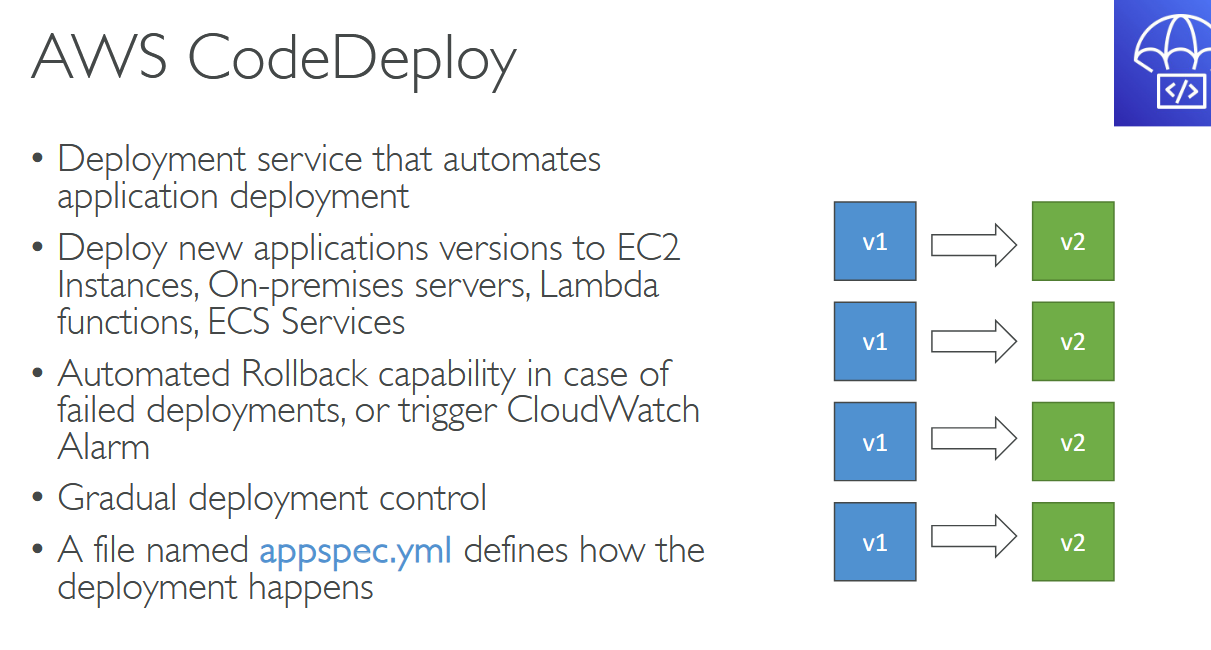 AWS CodeDeploy
</>
• Deployment service that automates
application deployment
• Deploy new applications versions to EC2
Instances, On-premises servers, Lambda
functions, ECS Services
• Automated Rollback capability in case of
failed deployments, or trigger CloudWatch
Alarm
• Gradual deployment control
• A file named appspec.yml defines how the
deployment happens
v1 v2
v1 v2
v1 v2
v1 v2